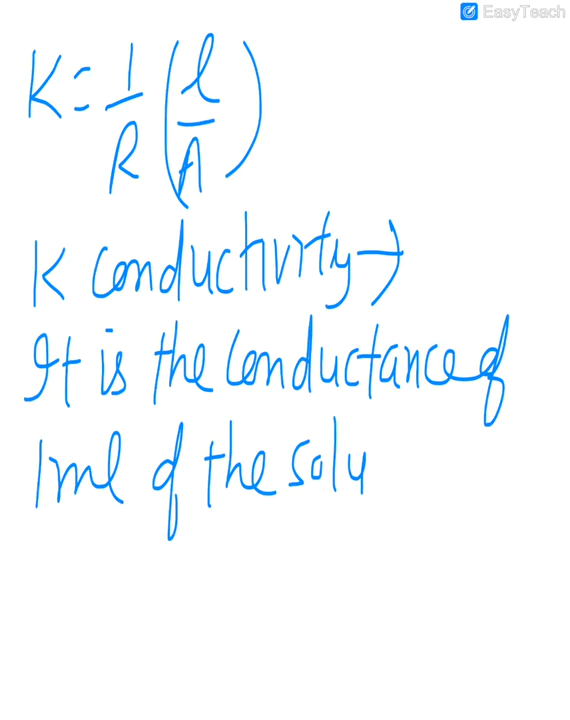 EasyTeach
K = 1/R (l/A)
K conductivity →
It is the conductance of
1ml of the solu